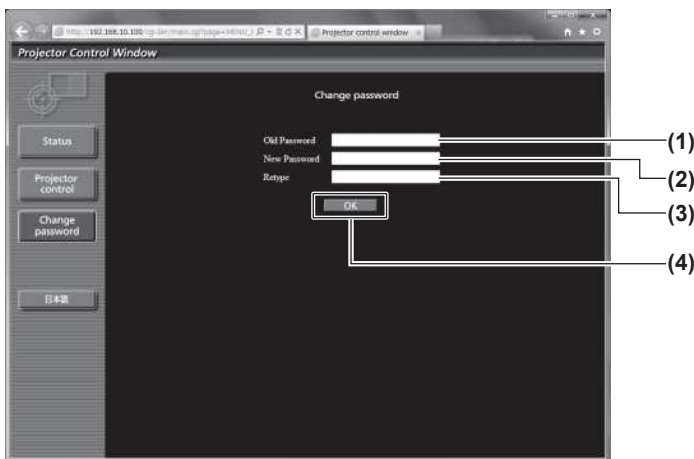 Projector control window
Projector Control Window
Change password
Status
Projector
control
Change
password
日本語
Old Password
New Password
Retype
OK
(1)
(2)
(3)
(4)